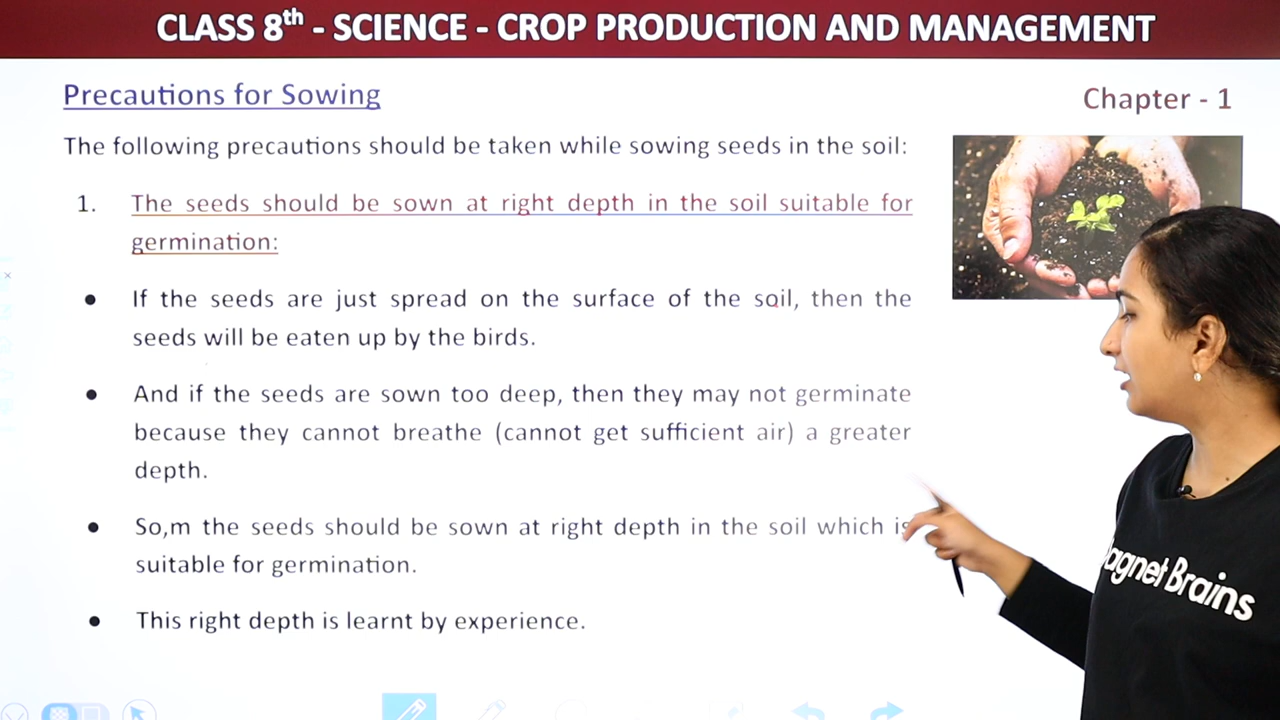 CLASS 8th - SCIENCE - CROP PRODUCTION AND MANAGEMENT
Precautions for Sowing
Chapter - 1
The following precautions should be taken while sowing seeds in the soil:
1. The seeds should be sown at right depth in the soil suitable for
germination:
● If the seeds are just spread on the surface of the soil, then the
seeds will be eaten up by the birds.
● And if the seeds are sown too deep, then they may not germinate
because they cannot breathe (cannot get sufficient air) a greater
depth.
● So,m the seeds should be sown at right depth in the soil which is
suitable for germination.
● This right depth is learnt by experience.
agnet Brains